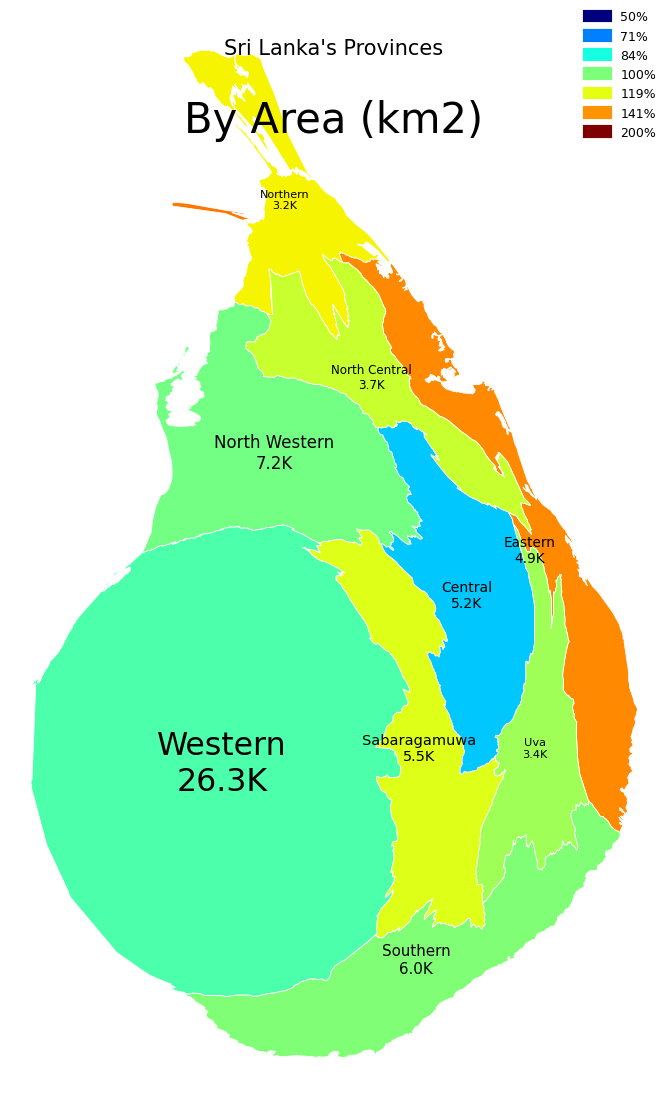 Sri Lanka's Provinces
By Area (km2)
50%
71%
84%
100%
119%
141%
200%
Northern
3.2K
North Central
3.7K
North Western
7.2K
Eastern
4.9K
Central
5.2K
Western
26.3K
Sabaragamuwa
5.5K
Uva
3.4K
Southern
6.0K